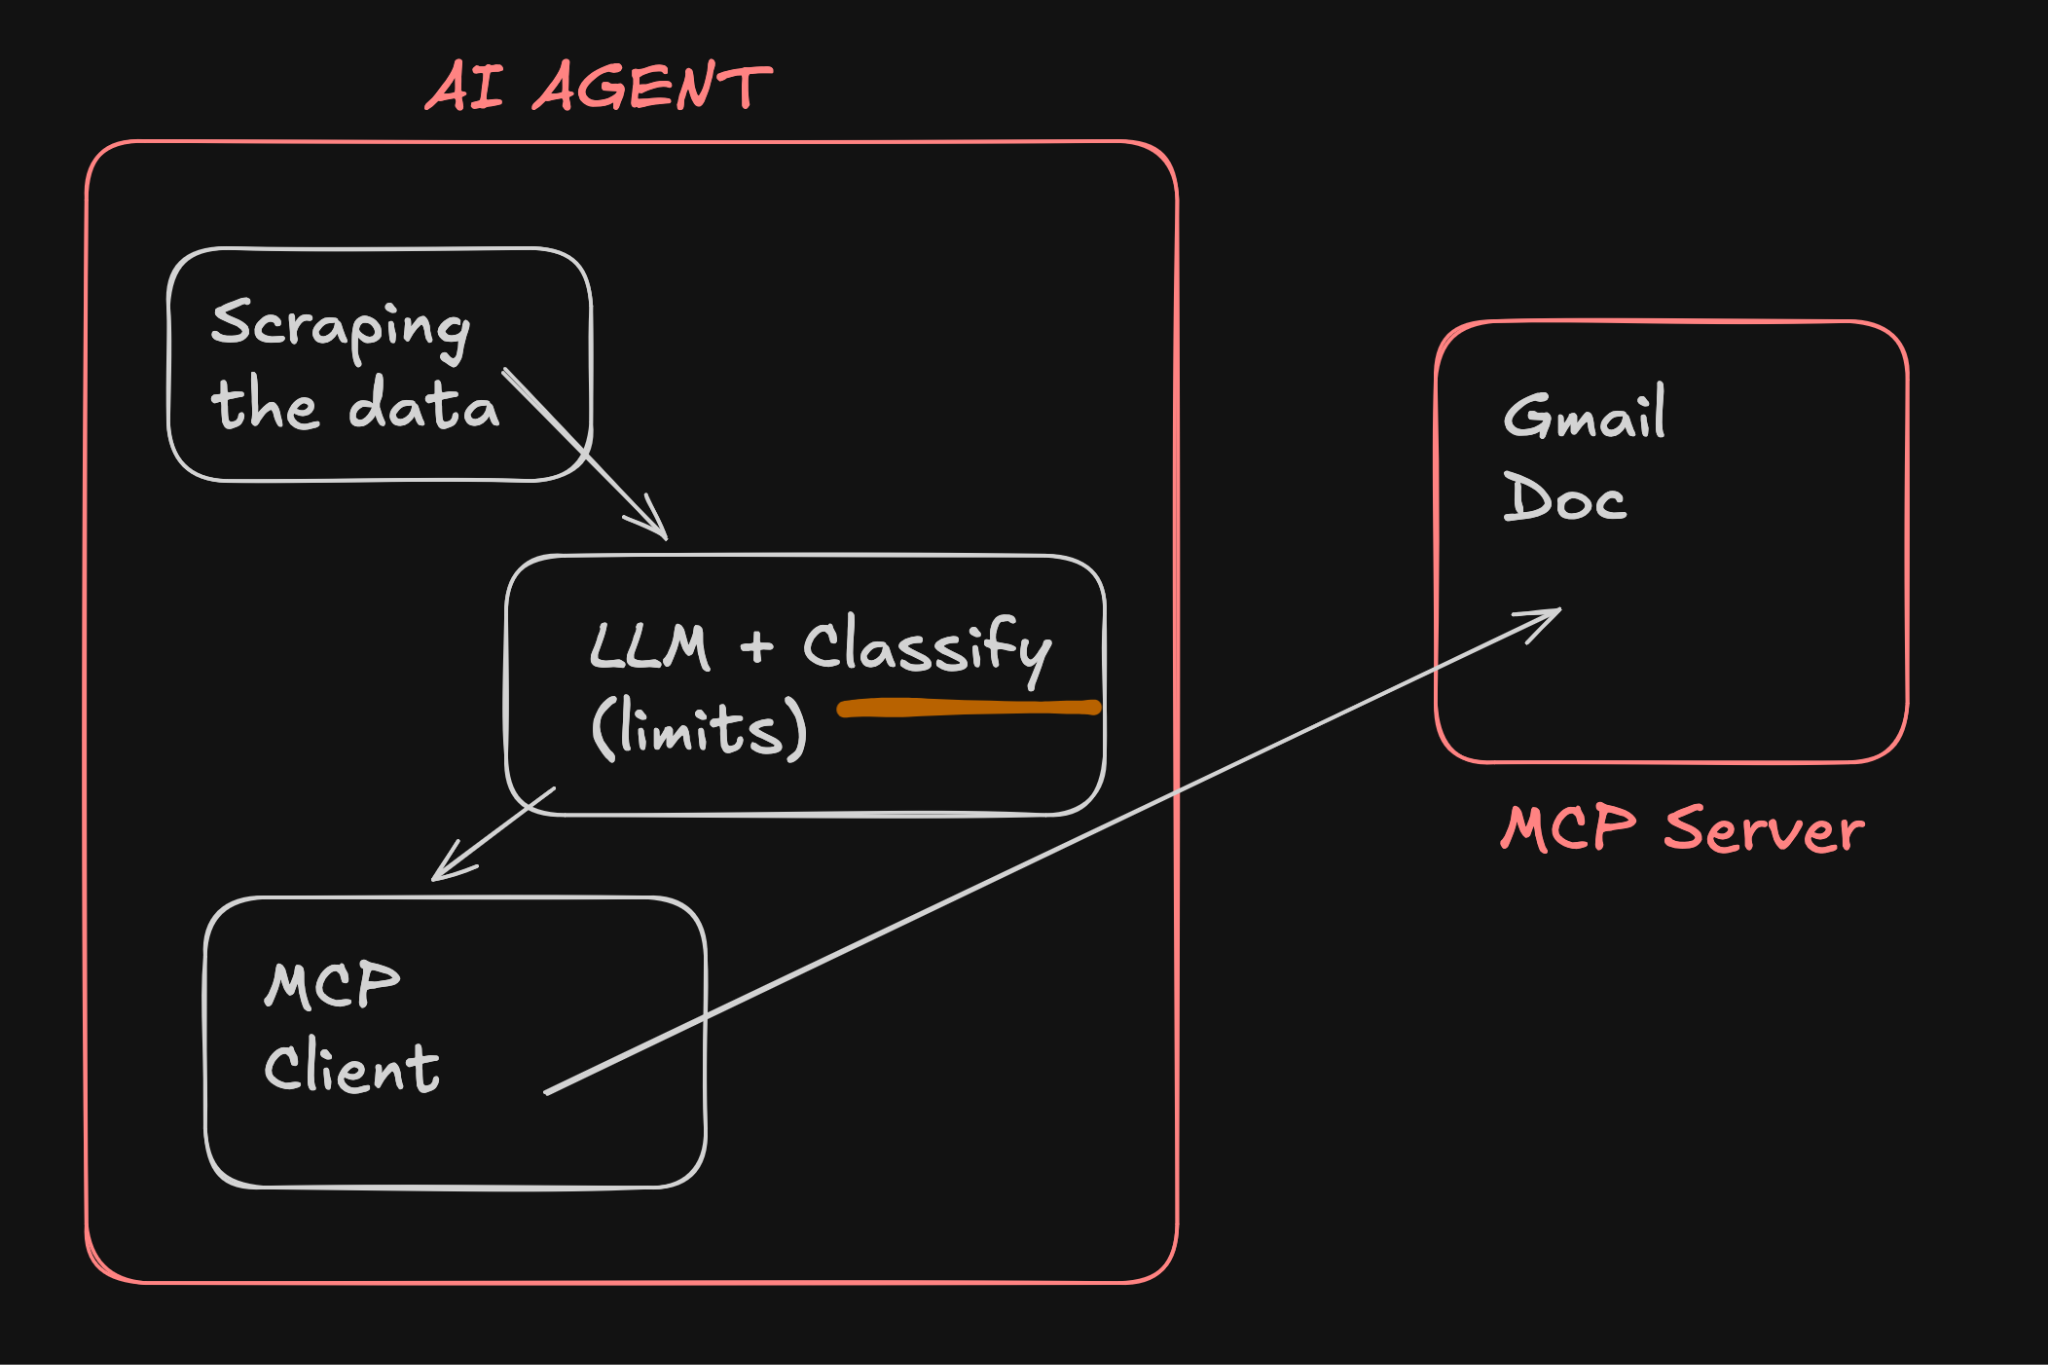 AI AGENT
Scraping
the data
LLM + Classify
(limits)
MCP
Client
Gmail
Doc
MCP Server